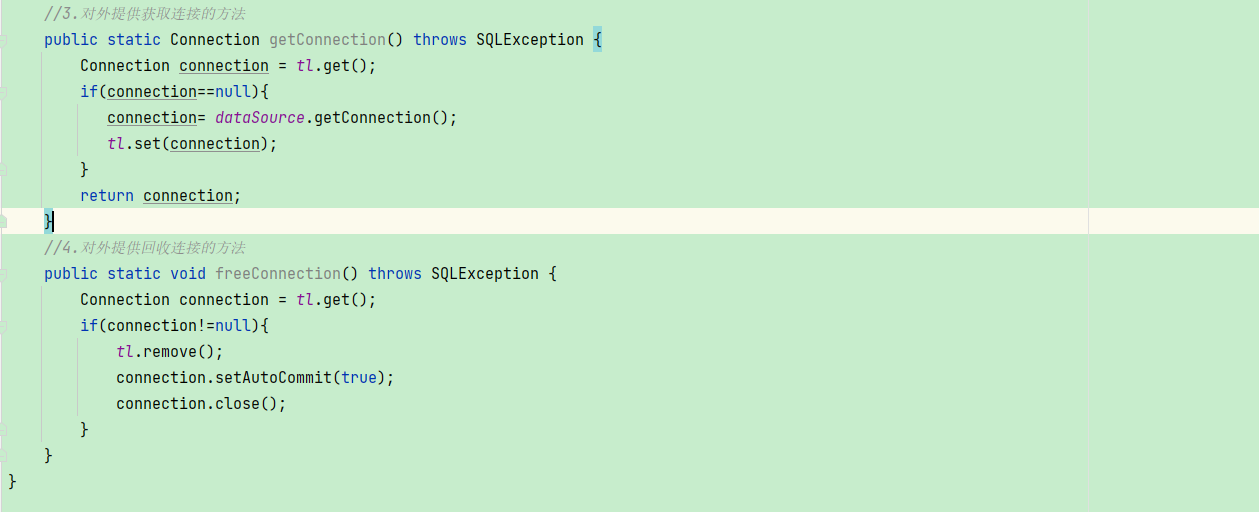 //3.对外提供获取连接的方法
public static Connection getConnection() throws SQLException {
Connection connection = tl.get();
if(connection==null){
connection= dataSource.getConnection();
tl.set(connection);
}
return connection;
}
//4.对外提供回收连接的方法
public static void freeConnection() throws SQLException {
Connection connection = tl.get();
if(connection!=null){
tl.remove();
connection.setAutoCommit(true);
connection.close();
}
}
}